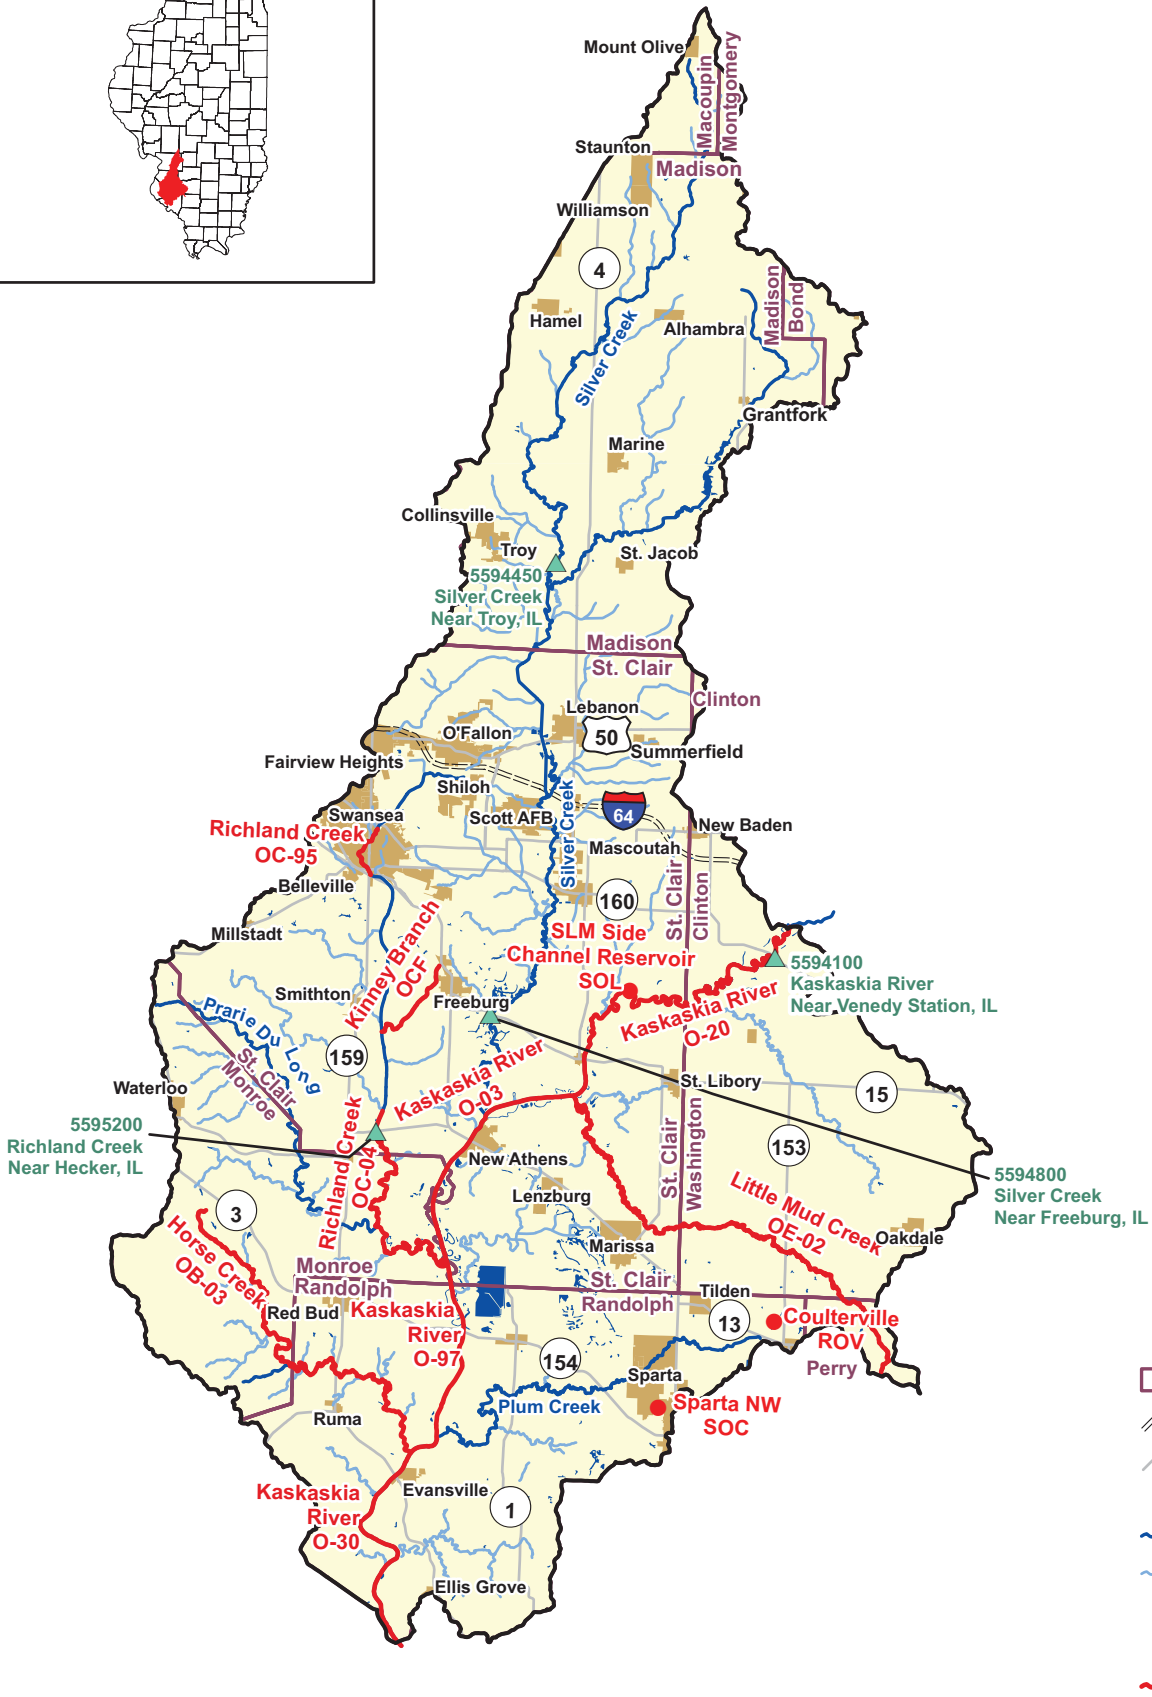 Mount Olive
Macoupin
Montgomery
Staunton
Madison
Williamson
4
Madison
Bond
Hamel
Silver Creek
Alhambra
Grantfork
Marine
Collinsville
Troy
St. Jacob
5594450
Silver Creek
Near Troy, IL
Madison
St. Clair
Clinton
Lebanon
O'Fallon
50
Summerfield
Fairview Heights
Shiloh
Silver Creek
Swansea
Scott AFB
64
New Baden
Richland Creek
OC-95
Mascoutah
Belleville
St. Clair
Clinton
160
Millstadt
Kinney Branch
OCF
SLM Side
Channel Reservoir
SOL
5594100
Kaskaskia River
Near Venedy Station, IL
Smithton
Freeburg
Kaskaskia River
O-20
Prarie Du Long
159
St. Clair
Monroe
Kaskaskia River
O-03
St. Libory
15
Waterloo
5595200
Richland Creek
Near Hecker, IL
Richland Creek
OC-04
New Athens
St. Clair
Washington
153
5594800
Silver Creek
Near Freeburg, IL
Lenzburg
Little Mud Creek
OE-02
3
Horse Creek
OB-03
Marissa
Oakdale
Monroe
Randolph
St. Clair
Randolph
Tilden
Red Bud
Kaskaskia
River
O-97
13
Coulterville
ROV
154
Perry
Sparta
Plum Creek
Sparta NW
SOC
Ruma
Kaskaskia
River
O-30
Evansville
1
Ellis Grove